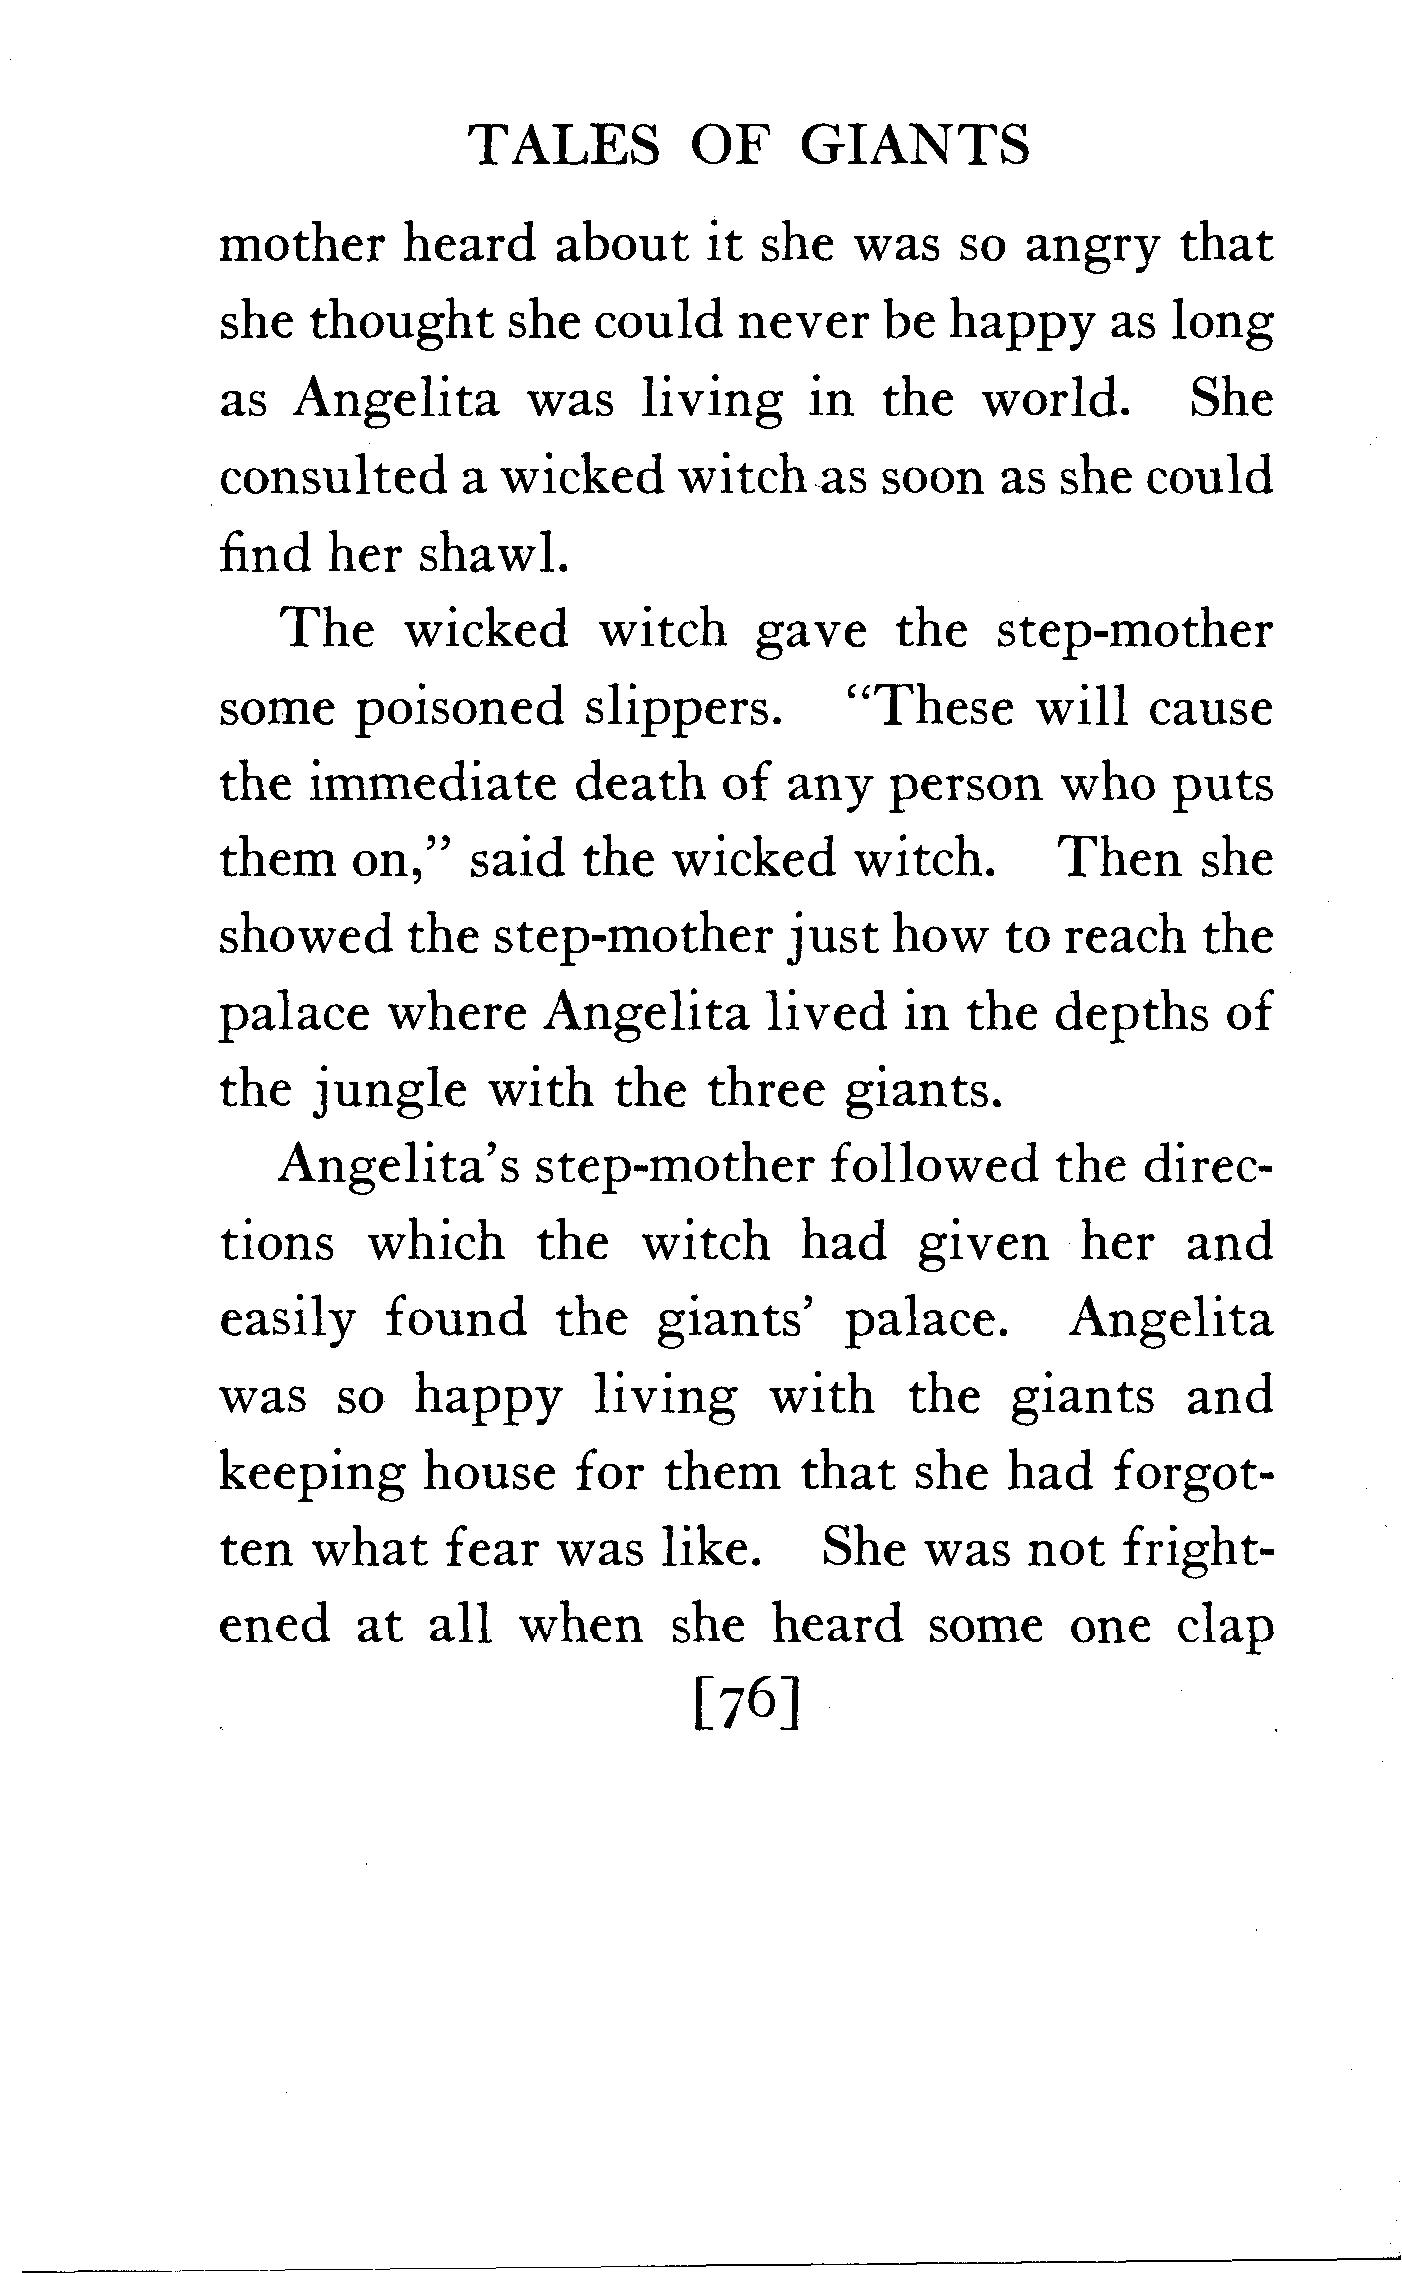 TALES OF GIANTS
mother heard about it she was so angry that
she thought she could never be happy as long
as Angelita was living in the world. She
consulted a wicked witch as soon as she could
find her shawl.
The wicked witch gave the step-mother
some poisoned slippers. “These will cause
the immediate death of any person who puts
them on,” said the wicked witch. Then she
showed the step-mother just how to reach the
palace where Angelita lived in the depths of
the jungle with the three giants.
Angelita’s step-mother followed the direc-
tions which the witch had given her and
easily found the giants’ palace. Angelita
was so happy living with the giants and
keeping house for them that she had forgot-
ten what fear was like. She was not fright-
ened at all when she heard some one clap
[76]